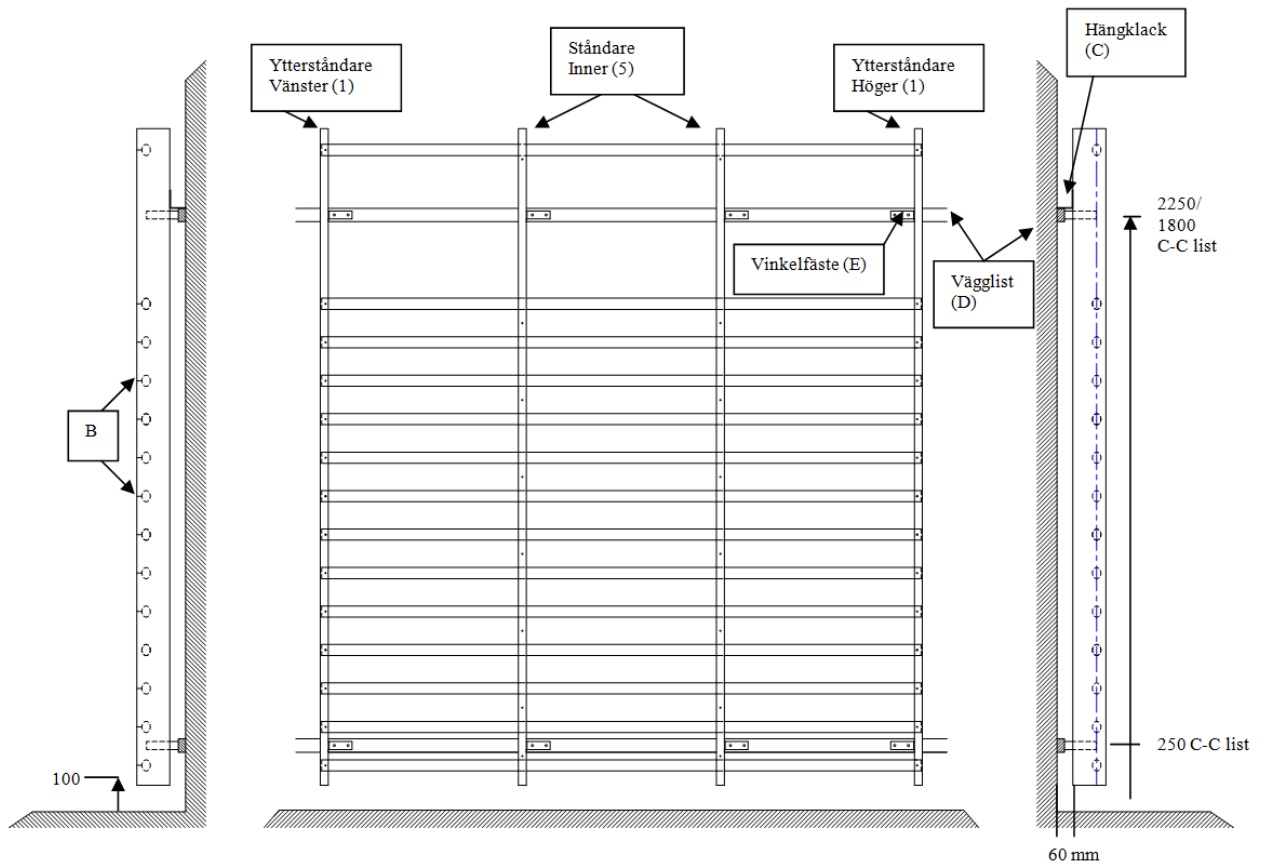 Hängklack
(C)
Ståndare
Inner (5)
Ytterståndare
Vänster (1)
Ytterståndare
Höger (1)
2250/
1800
C-C list
Vinkelfäste (E)
Vägglist
(D)
B
250 C-C list
100
60 mm